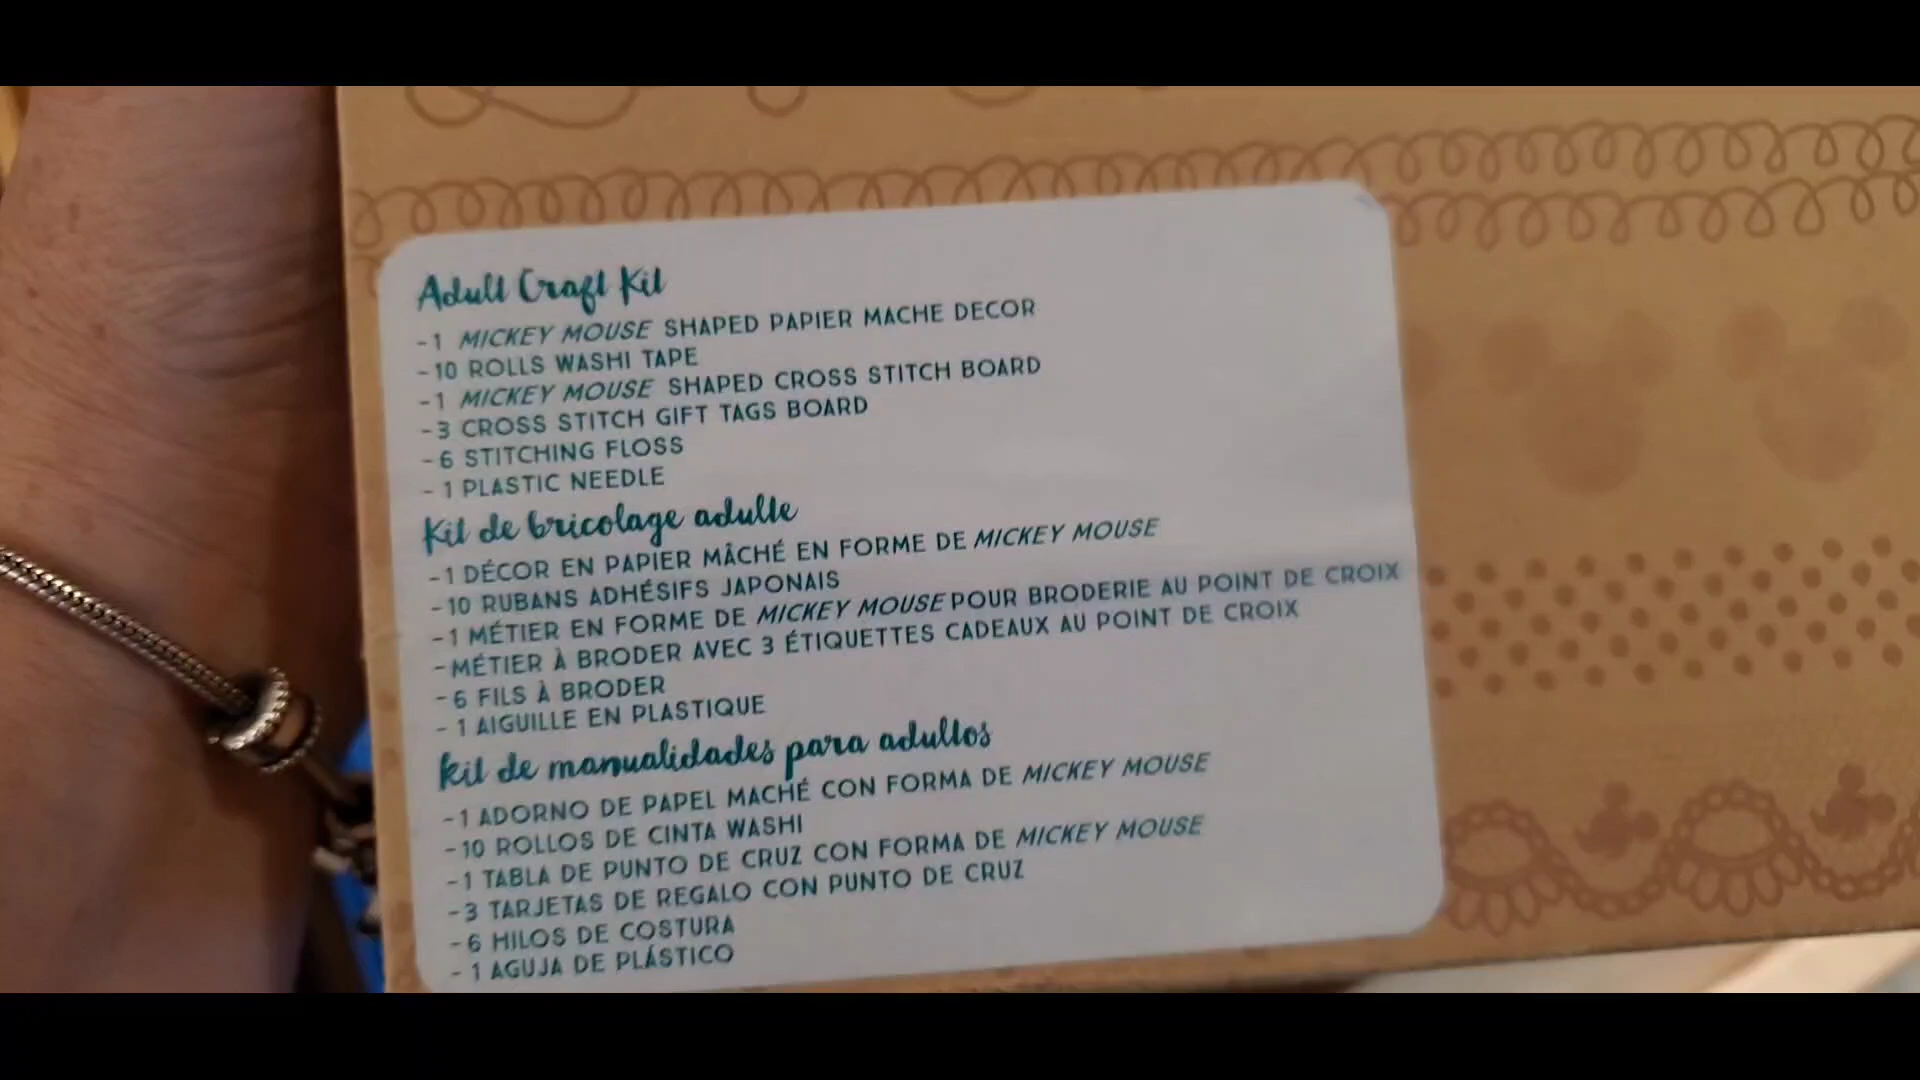 Adult Craft Kit
-1 MICKEY MOUSE SHAPED PAPIER MACHE DECOR
-10 ROLLS WASHI TAPE
-1 MICKEY MOUSE SHAPED CROSS STITCH BOARD
-3 CROSS STITCH GIFT TAGS BOARD
-6 STITCHING FLOSS
-1 PLASTIC NEEDLE
Kit de bricolage adulte
-1 DÉCOR EN PAPIER MÂCHÉ EN FORME DE MICKEY MOUSE
-10 RUBANS ADHÉSIFS JAPONAIS
-1 MÉTIER EN FORME DE MICKEY MOUSE POUR BRODERIE AU POINT DE CROIX
-MÉTIER À BRODER AVEC 3 ÉTIQUETTES CADEAUX AU POINT DE CROIX
-6 FILS À BRODER
-1 AIGUILLE EN PLASTIQUE
kit de manualidades para adultos
-1 ADORNO DE PAPEL MACHÉ CON FORMA DE MICKEY MOUSE
-10 ROLLOS DE CINTA WASHI
-1 TABLA DE PUNTO DE CRUZ CON FORMA DE MICKEY MOUSE
-3 TARJETAS DE REGALO CON PUNTO DE CRUZ
-6 HILOS DE COSTURA
-1 AGUJA DE PLÁSTICO